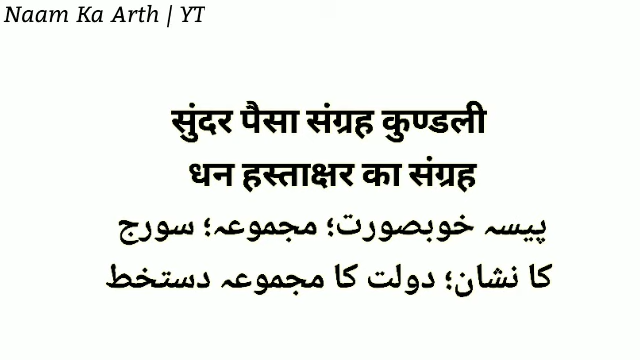 Naam Ka Arth | YT
सुंदर पैसा संग्रह कुण्डली
धन हस्ताक्षर का संग्रह
پیسہ خوبصورت؛ مجموعہ؛ سورج
کا نشان؛ دولت کا مجموعہ دستخط